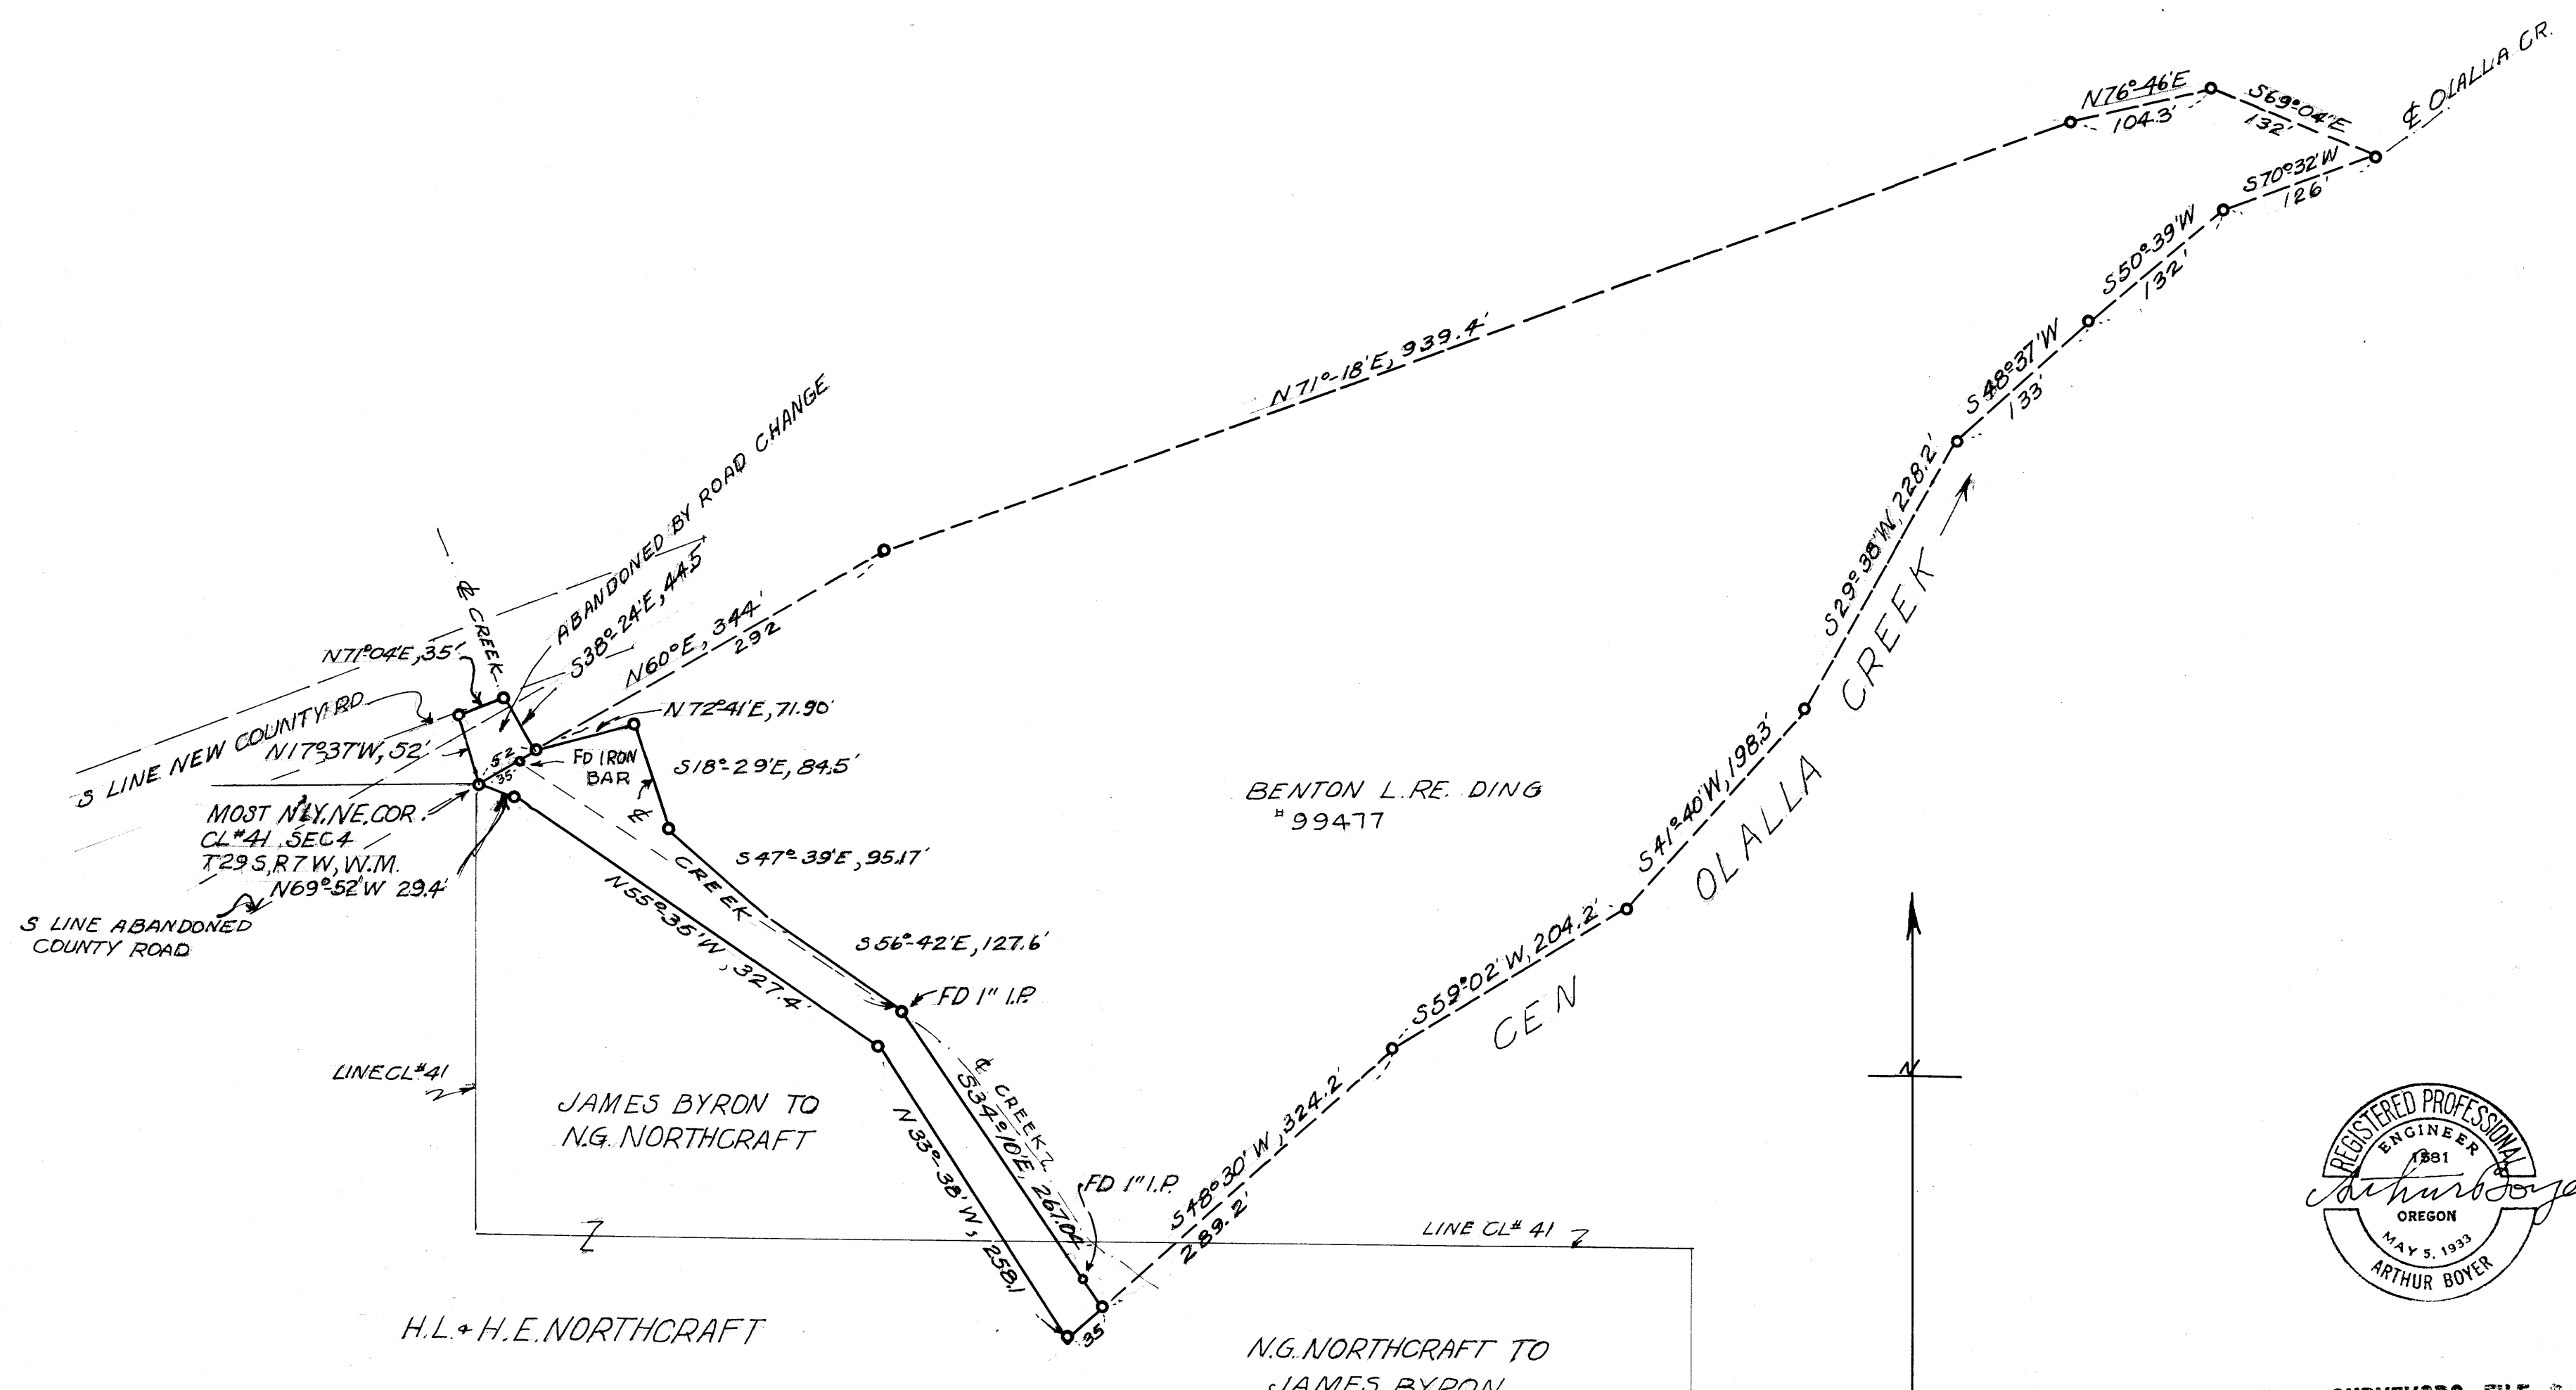 N76°-46'E
104.3'
S69°-04'E
132'
℄ OLALLA CR.
S70°32'W
126'
S50°-39'W
132'
S48°37'W
133'
N71°-18'E, 939.4'
S29°-38'W, 228.2'
OLALLA CREEK
ABANDONED BY ROAD CHANGE
S38°-24'E, 44.5'
N60°E, 344'
292
℄ CREEK
N71°04'E, 35'
S LINE NEW COUNTY RD
N17°37'W, 52'
N72°41'E, 71.90'
52
35'
FD IRON
BAR
S18°-29'E, 84.5'
℄
CREEK
MOST N'LY. NE. COR.
CL#41, SEC 4
T29S, R7W, W.M.
N69°-52'W 29.4'
S LINE ABANDONED
COUNTY ROAD
S47°-39'E, 95.17'
BENTON L. RE. DING
#99477
S41°-40'W, 198.3'
N55°-35'W, 327.4'
S56°-42'E, 127.6'
FD 1" I.P.
S59°-02'W, 204.2'
CEN
LINE CL#41
JAMES BYRON TO
N.G. NORTHCRAFT
℄ CREEK
S34°-10'E, 267.04'
N33°-38'W, 258.1
FD 1" I.P.
S48°30'W, 324.2'
289.2'
LINE CL# 41
35
H.L. & H.E. NORTHCRAFT
N.G. NORTHCRAFT TO
JAMES BYRON
N
REGISTERED PROFESSIONAL
ENGINEER
1581
Arthur Boyer
OREGON
MAY 5, 1933
ARTHUR BOYER
SURVEYORS FILE